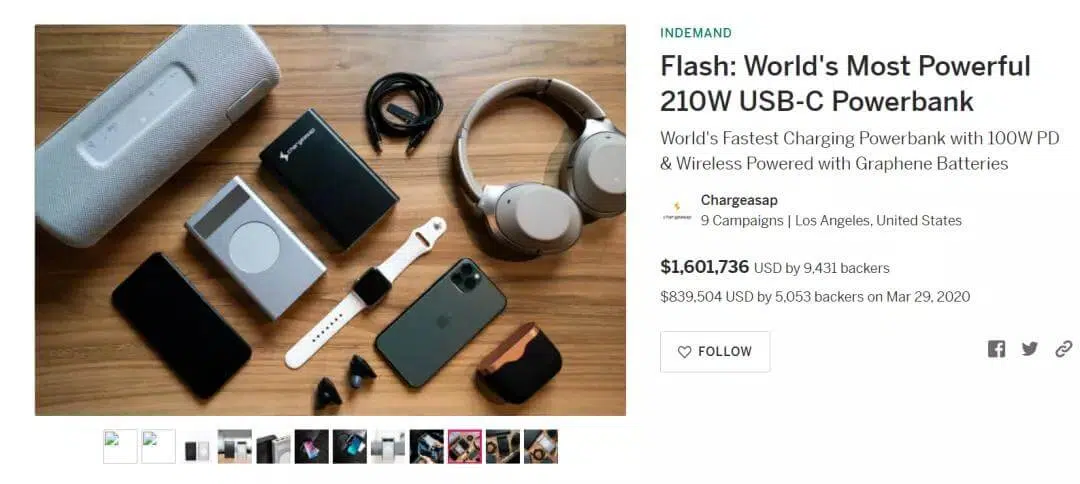 INDEMAND
Flash: World's Most Powerful
210W USB-C Powerbank
World's Fastest Charging Powerbank with 100W PD
& Wireless Powered with Graphene Batteries
Chargeasap
chargeasap
9 Campaigns | Los Angeles, United States
$1,601,736 USD by 9,431 backers
$839,504 USD by 5,053 backers on Mar 29, 2020
FOLLOW
chargeasap